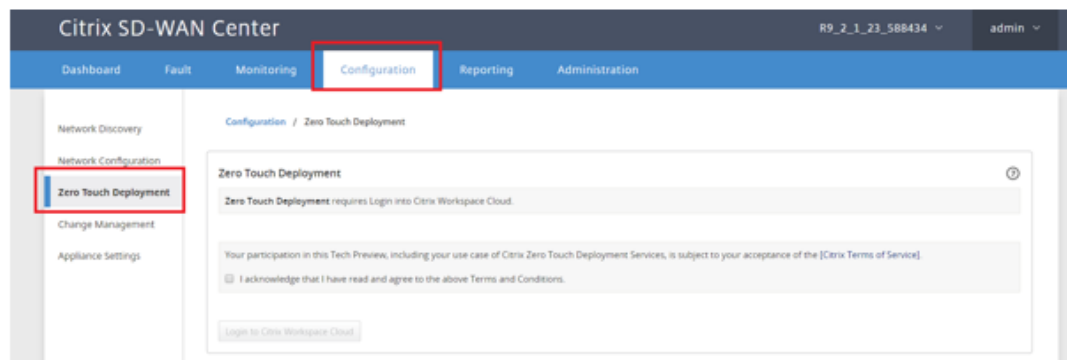 Citrix SD-WAN Center
R9_2_1_23_588434
admin
Dashboard Fault Monitoring Configuration Reporting Administration
Network Discovery
Network Configuration
Zero Touch Deployment
Change Management
Appliance Settings
Configuration / Zero Touch Deployment
Zero Touch Deployment
Zero Touch Deployment requires Login into Citrix Workspace Cloud.
Your participation in this Tech Preview, including your use case of Citrix Zero Touch Deployment Services, is subject to your acceptance of the [Citrix Terms of Service].
I acknowledge that I have read and agree to the above Terms and Conditions.
Login to Citrix Workspace Cloud